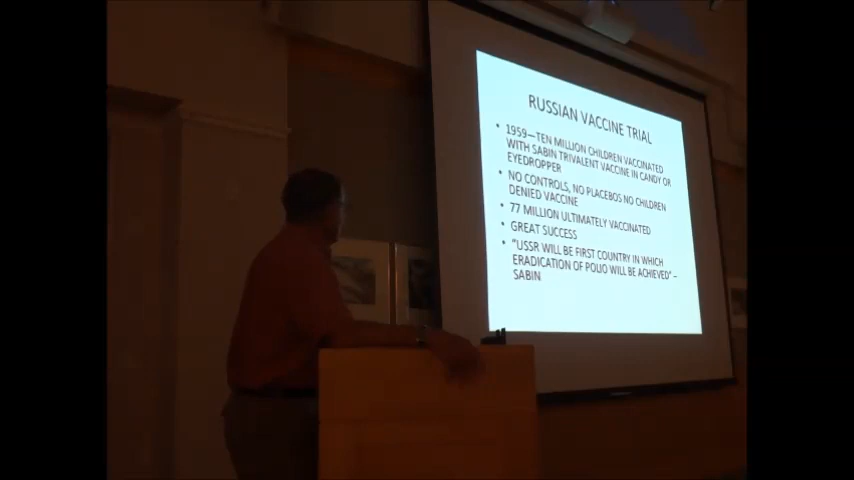 RUSSIAN VACCINE TRIAL
• 1959—TEN MILLION CHILDREN VACCINATED
WITH SABIN TRIVALENT VACCINE IN CANDY OR
EYEDROPPER
• NO CONTROLS, NO PLACEBOS NO CHILDREN
DENIED VACCINE
• 77 MILLION ULTIMATELY VACCINATED
• GREAT SUCCESS
• "USSR WILL BE FIRST COUNTRY IN WHICH
ERADICATION OF POLIO WILL BE ACHIEVED" –
SABIN